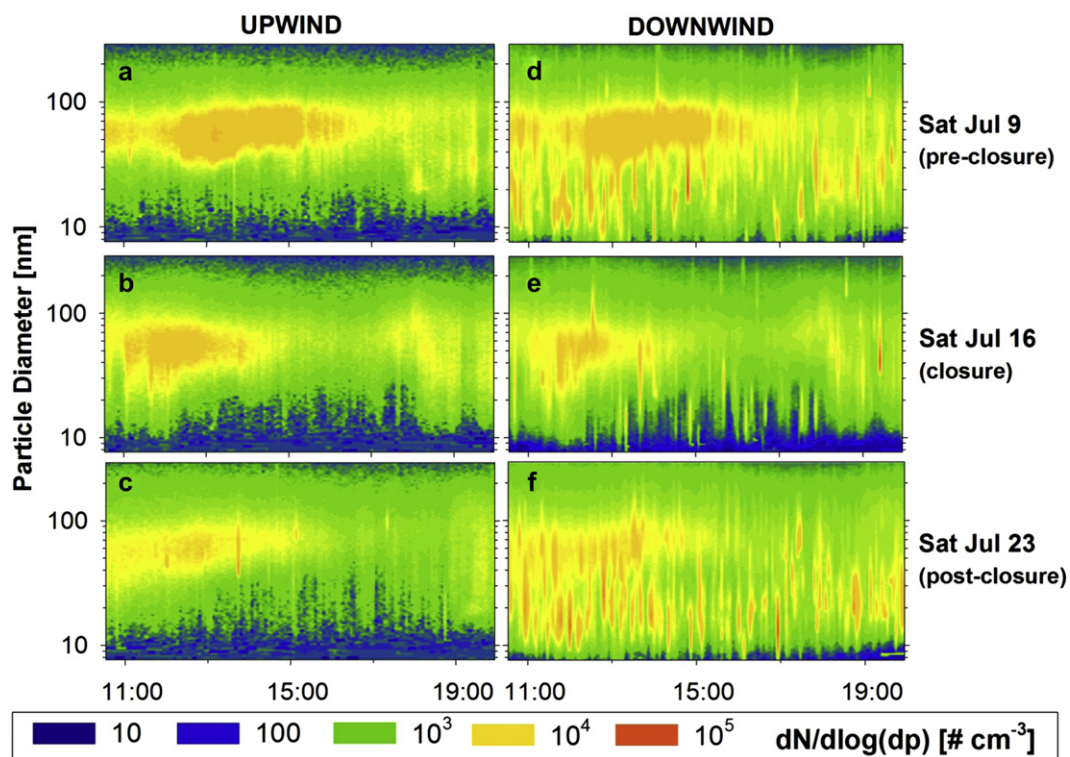 UPWIND
DOWNWIND
a
d
100
10
Sat Jul 9
(pre-closure)
b
e
100
10
Sat Jul 16
(closure)
c
f
100
10
Sat Jul 23
(post-closure)
Particle Diameter [nm]
11:00 15:00 19:00 11:00 15:00 19:00
10 100 10³ 10⁴ 10⁵ dN/dlog(dp) [# cm⁻³]